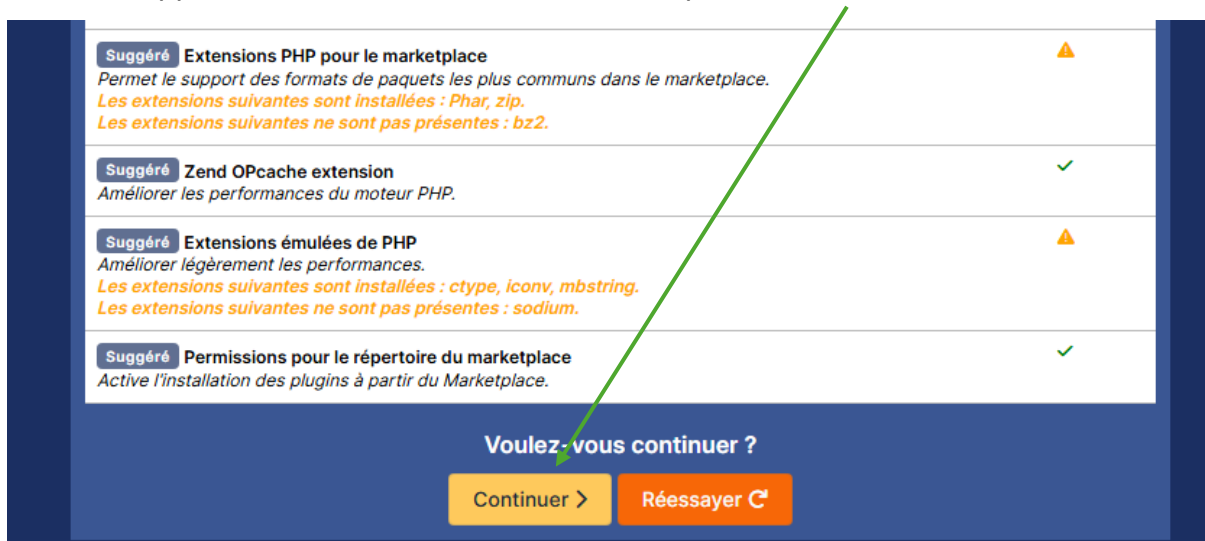 Suggéré Extensions PHP pour le marketplace
Permet le support des formats de paquets les plus communs dans le marketplace.
Les extensions suivantes sont installées : Phar, zip.
Les extensions suivantes ne sont pas présentes : bz2.
Suggéré Zend OPcache extension
Améliorer les performances du moteur PHP.
Suggéré Extensions émulées de PHP
Améliorer légèrement les performances.
Les extensions suivantes sont installées : ctype, iconv, mbstring.
Les extensions suivantes ne sont pas présentes : sodium.
Suggéré Permissions pour le répertoire du marketplace
Active l'installation des plugins à partir du Marketplace.
Voulez-vous continuer ?
Continuer
Réessayer